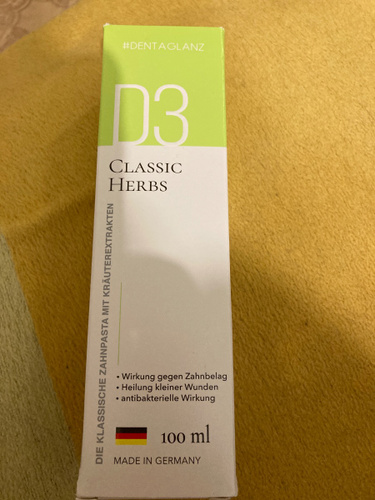 #DENTAGLANZ
D3
CLASSIC
HERBS
DIE KLASSISCHE ZAHNPASTA MIT KRÄUTEREXTRAKTEN
• Wirkung gegen Zahnbelag
• Heilung kleiner Wunden
• antibakterielle Wirkung
100 ml
MADE IN GERMANY